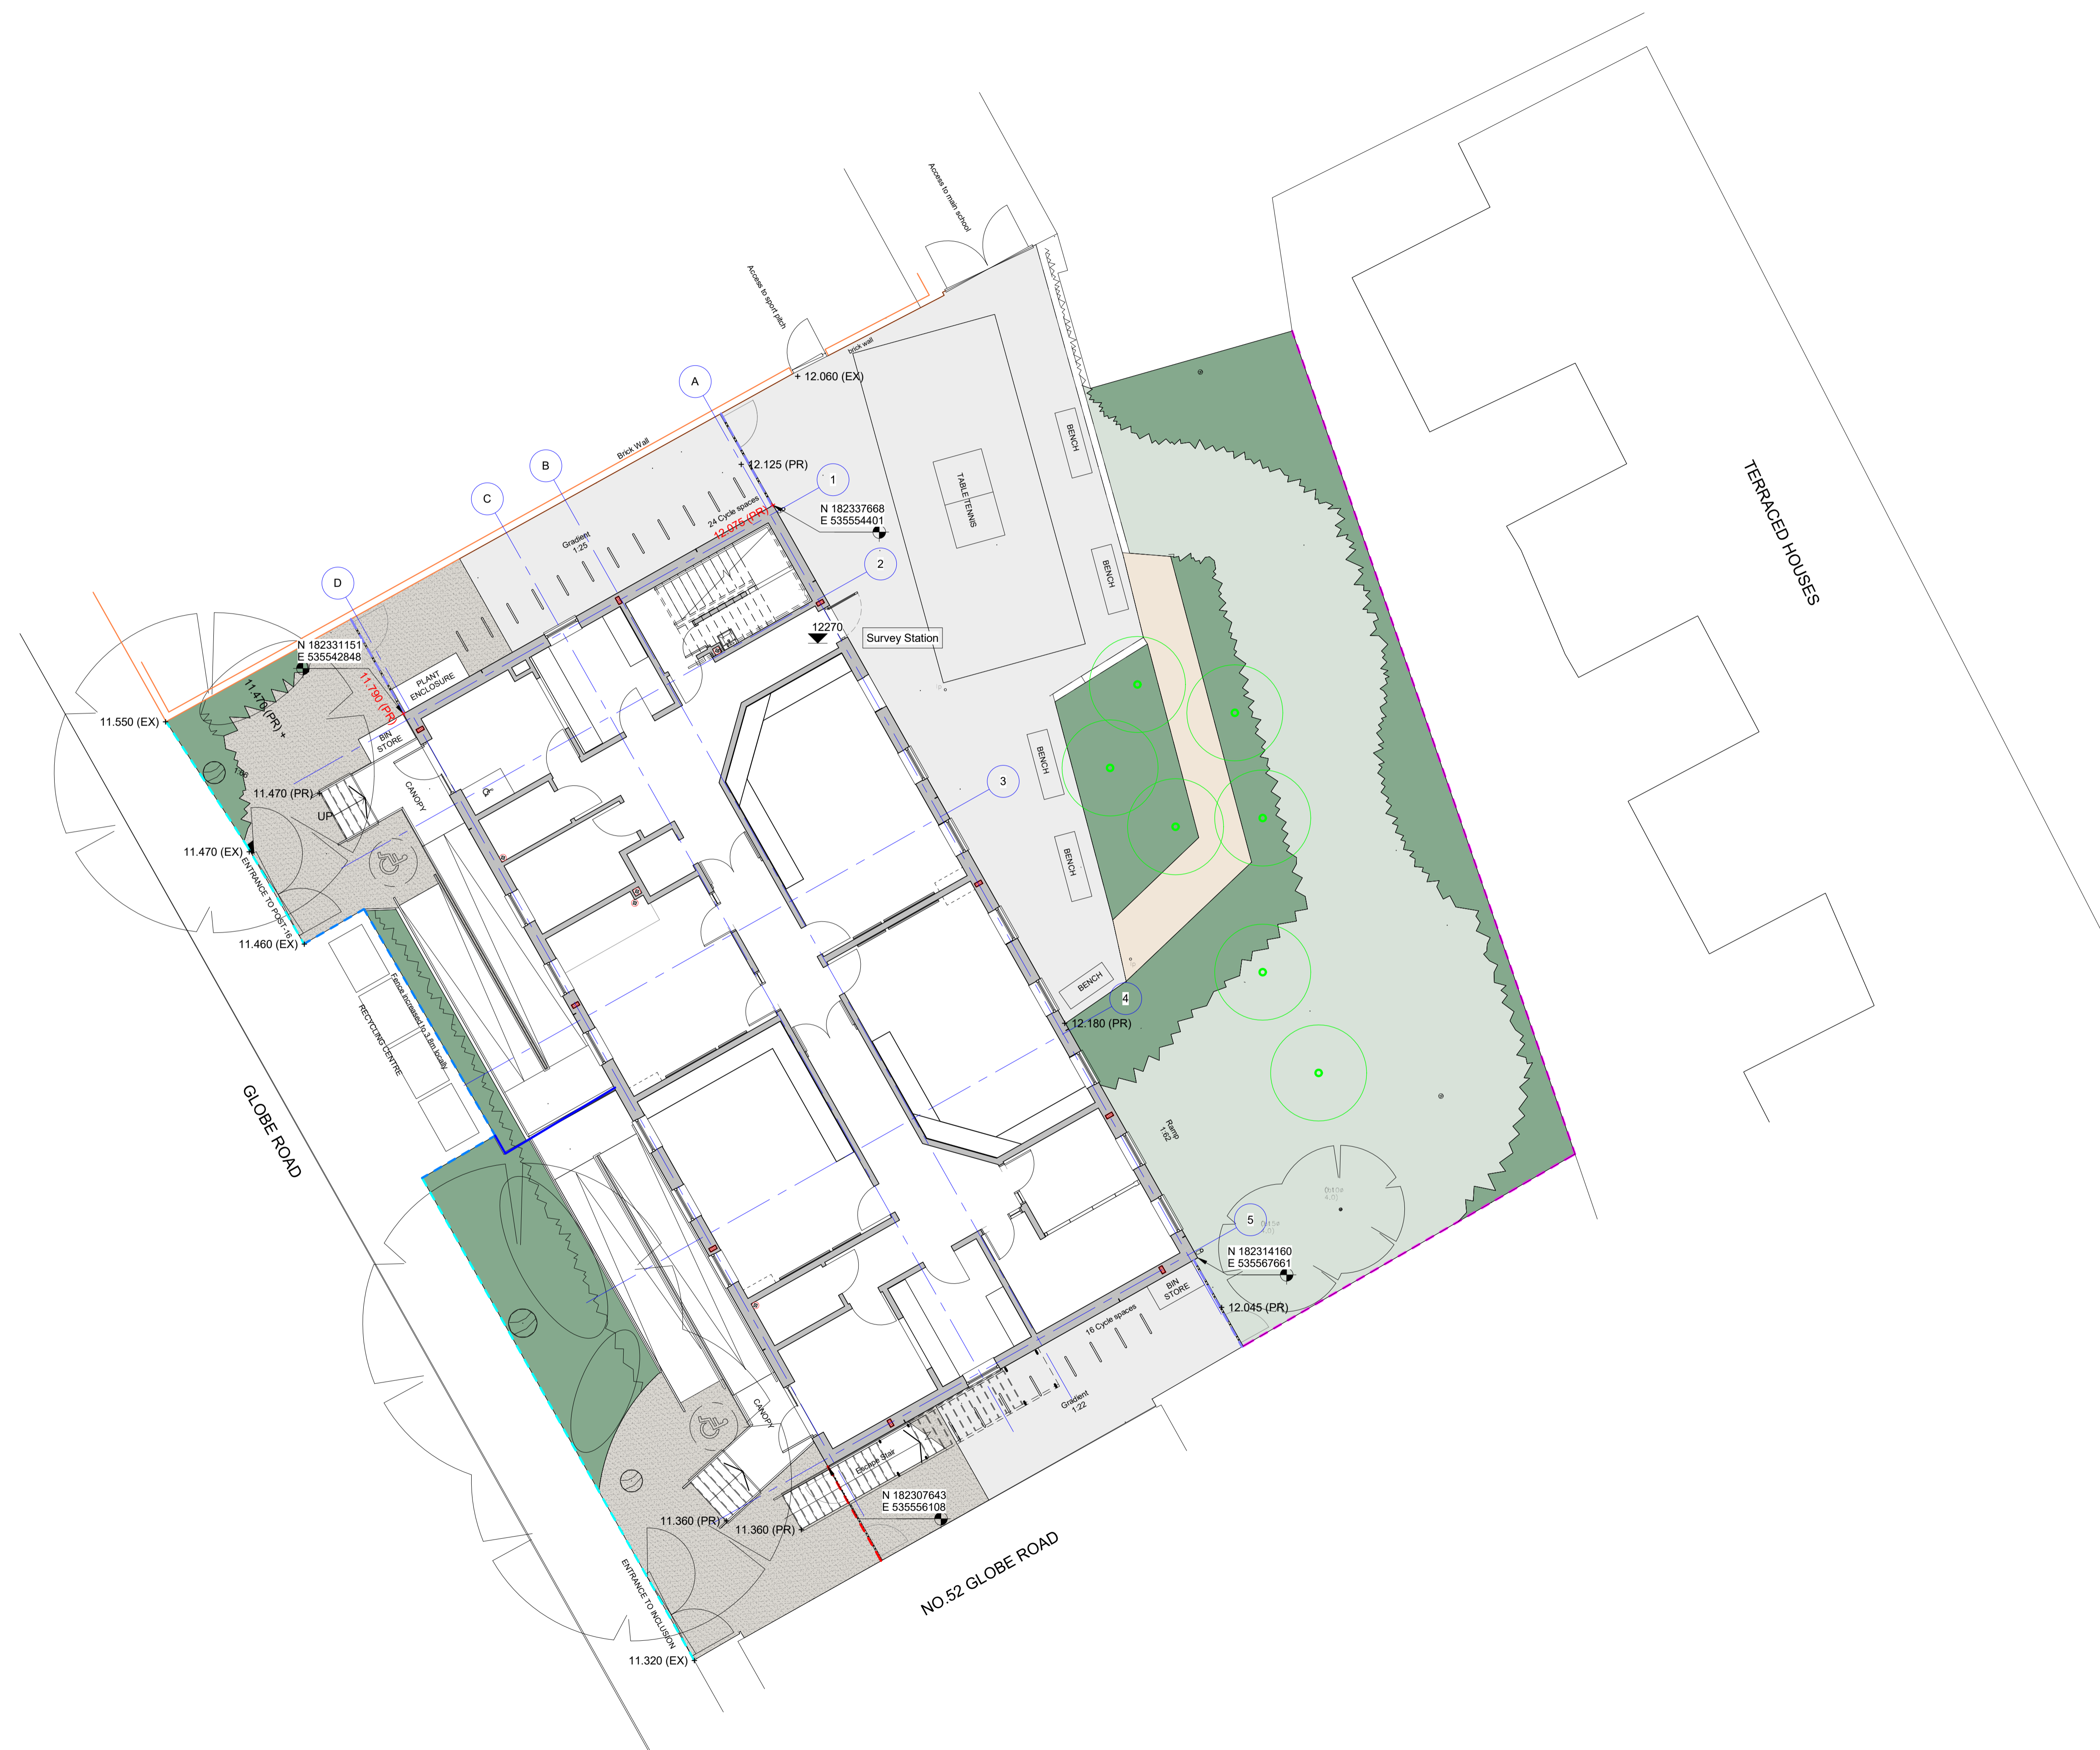 Access to main school
Access to sport pitch
brick wall
+ 12.060 (EX)
A
Brick Wall
B
+ 12.125 (PR)
1
C
24 Cycle spaces
12.075 (PR)
N 182337668
E 535554401
Gradient
1:25
2
D
12270
Survey Station
TABLE TENNIS
BENCH
BENCH
BENCH
BENCH
BENCH
TERRACED HOUSES
N 182331151
E 535542848
11.790 (PR)
11.470 (PR) +
PLANT
ENCLOSURE
11.550 (EX) +
BIN
STORE
CANOPY
11.470 (PR) +
UP
3
11.470 (EX) +
ENTRANCE TO POST-16
11.460 (EX) +
Fence increased to 3.8m locally
RECYCLING CENTRE
GLOBE ROAD
4
+ 12.180 (PR)
Ramp
1:62
5
N 182314160
E 535567661
BIN
STORE
+ 12.045 (PR)
16 Cycle spaces
Gradient
1:22
CANOPY
Escape Stair
N 182307643
E 535556108
11.360 (PR) +
11.360 (PR) +
ENTRANCE TO INCLUSION
11.320 (EX) +
NO.52 GLOBE ROAD